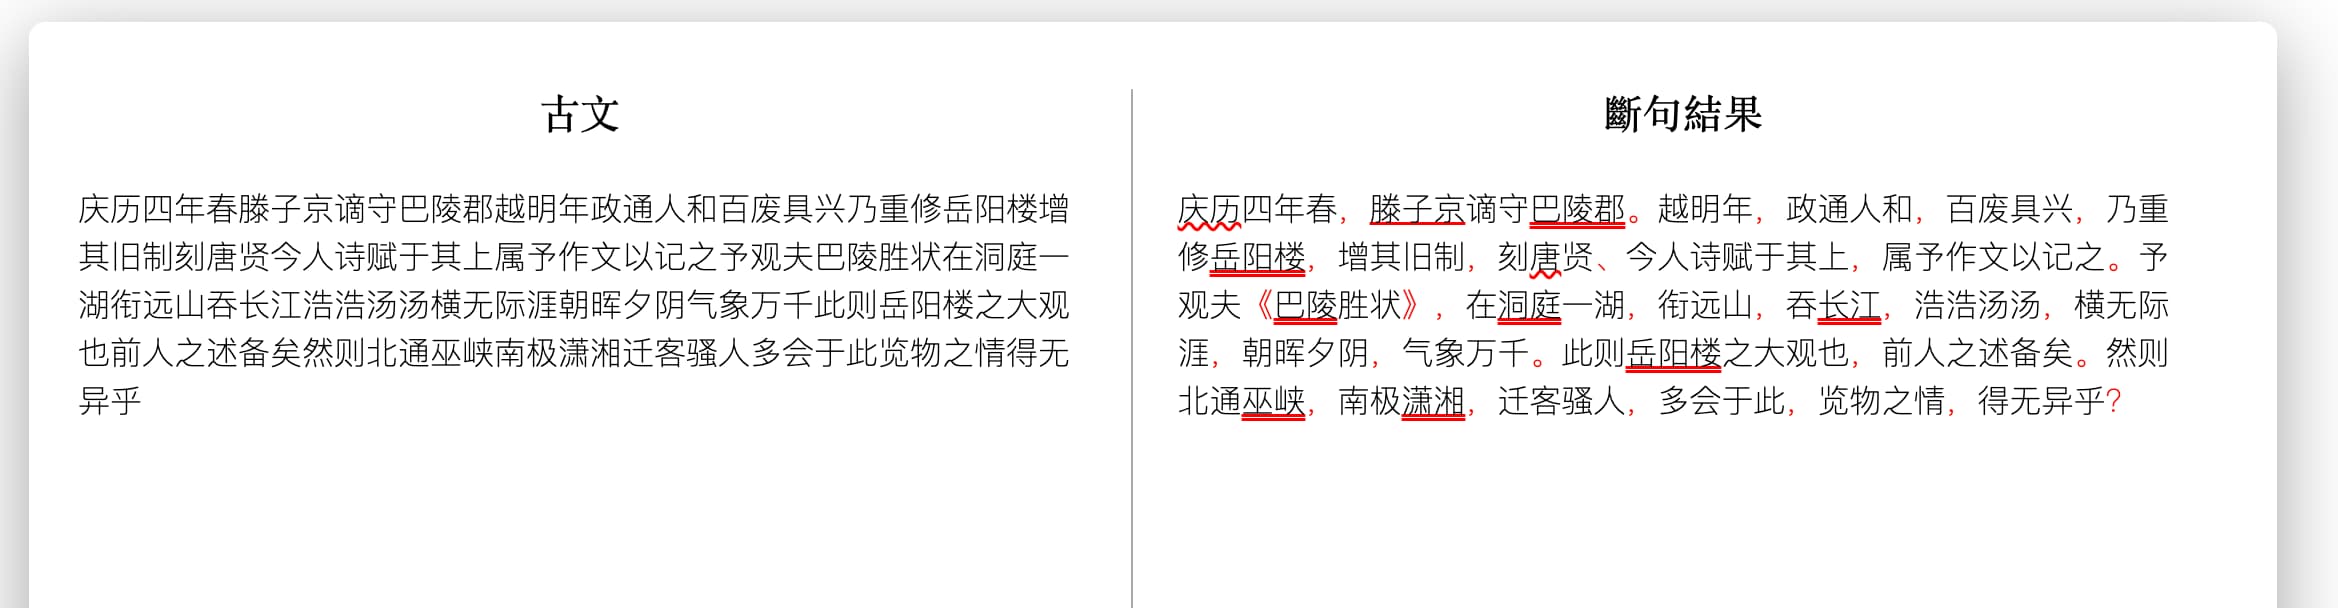 古文
庆历四年春滕子京谪守巴陵郡越明年政通人和百废具兴乃重修岳阳楼增
其旧制刻唐贤今人诗赋于其上属予作文以记之予观夫巴陵胜状在洞庭一
湖衔远山吞长江浩浩汤汤横无际涯朝晖夕阴气象万千此则岳阳楼之大观
也前人之述备矣然则北通巫峡南极潇湘迁客骚人多会于此览物之情得无
异乎
斷句結果
庆历四年春，滕子京谪守巴陵郡。越明年，政通人和，百废具兴，乃重
修岳阳楼，增其旧制，刻唐贤、今人诗赋于其上，属予作文以记之。予
观夫《巴陵胜状》，在洞庭一湖，衔远山，吞长江，浩浩汤汤，横无际
涯，朝晖夕阴，气象万千。此则岳阳楼之大观也，前人之述备矣。然则
北通巫峡，南极潇湘，迁客骚人，多会于此，览物之情，得无异乎？